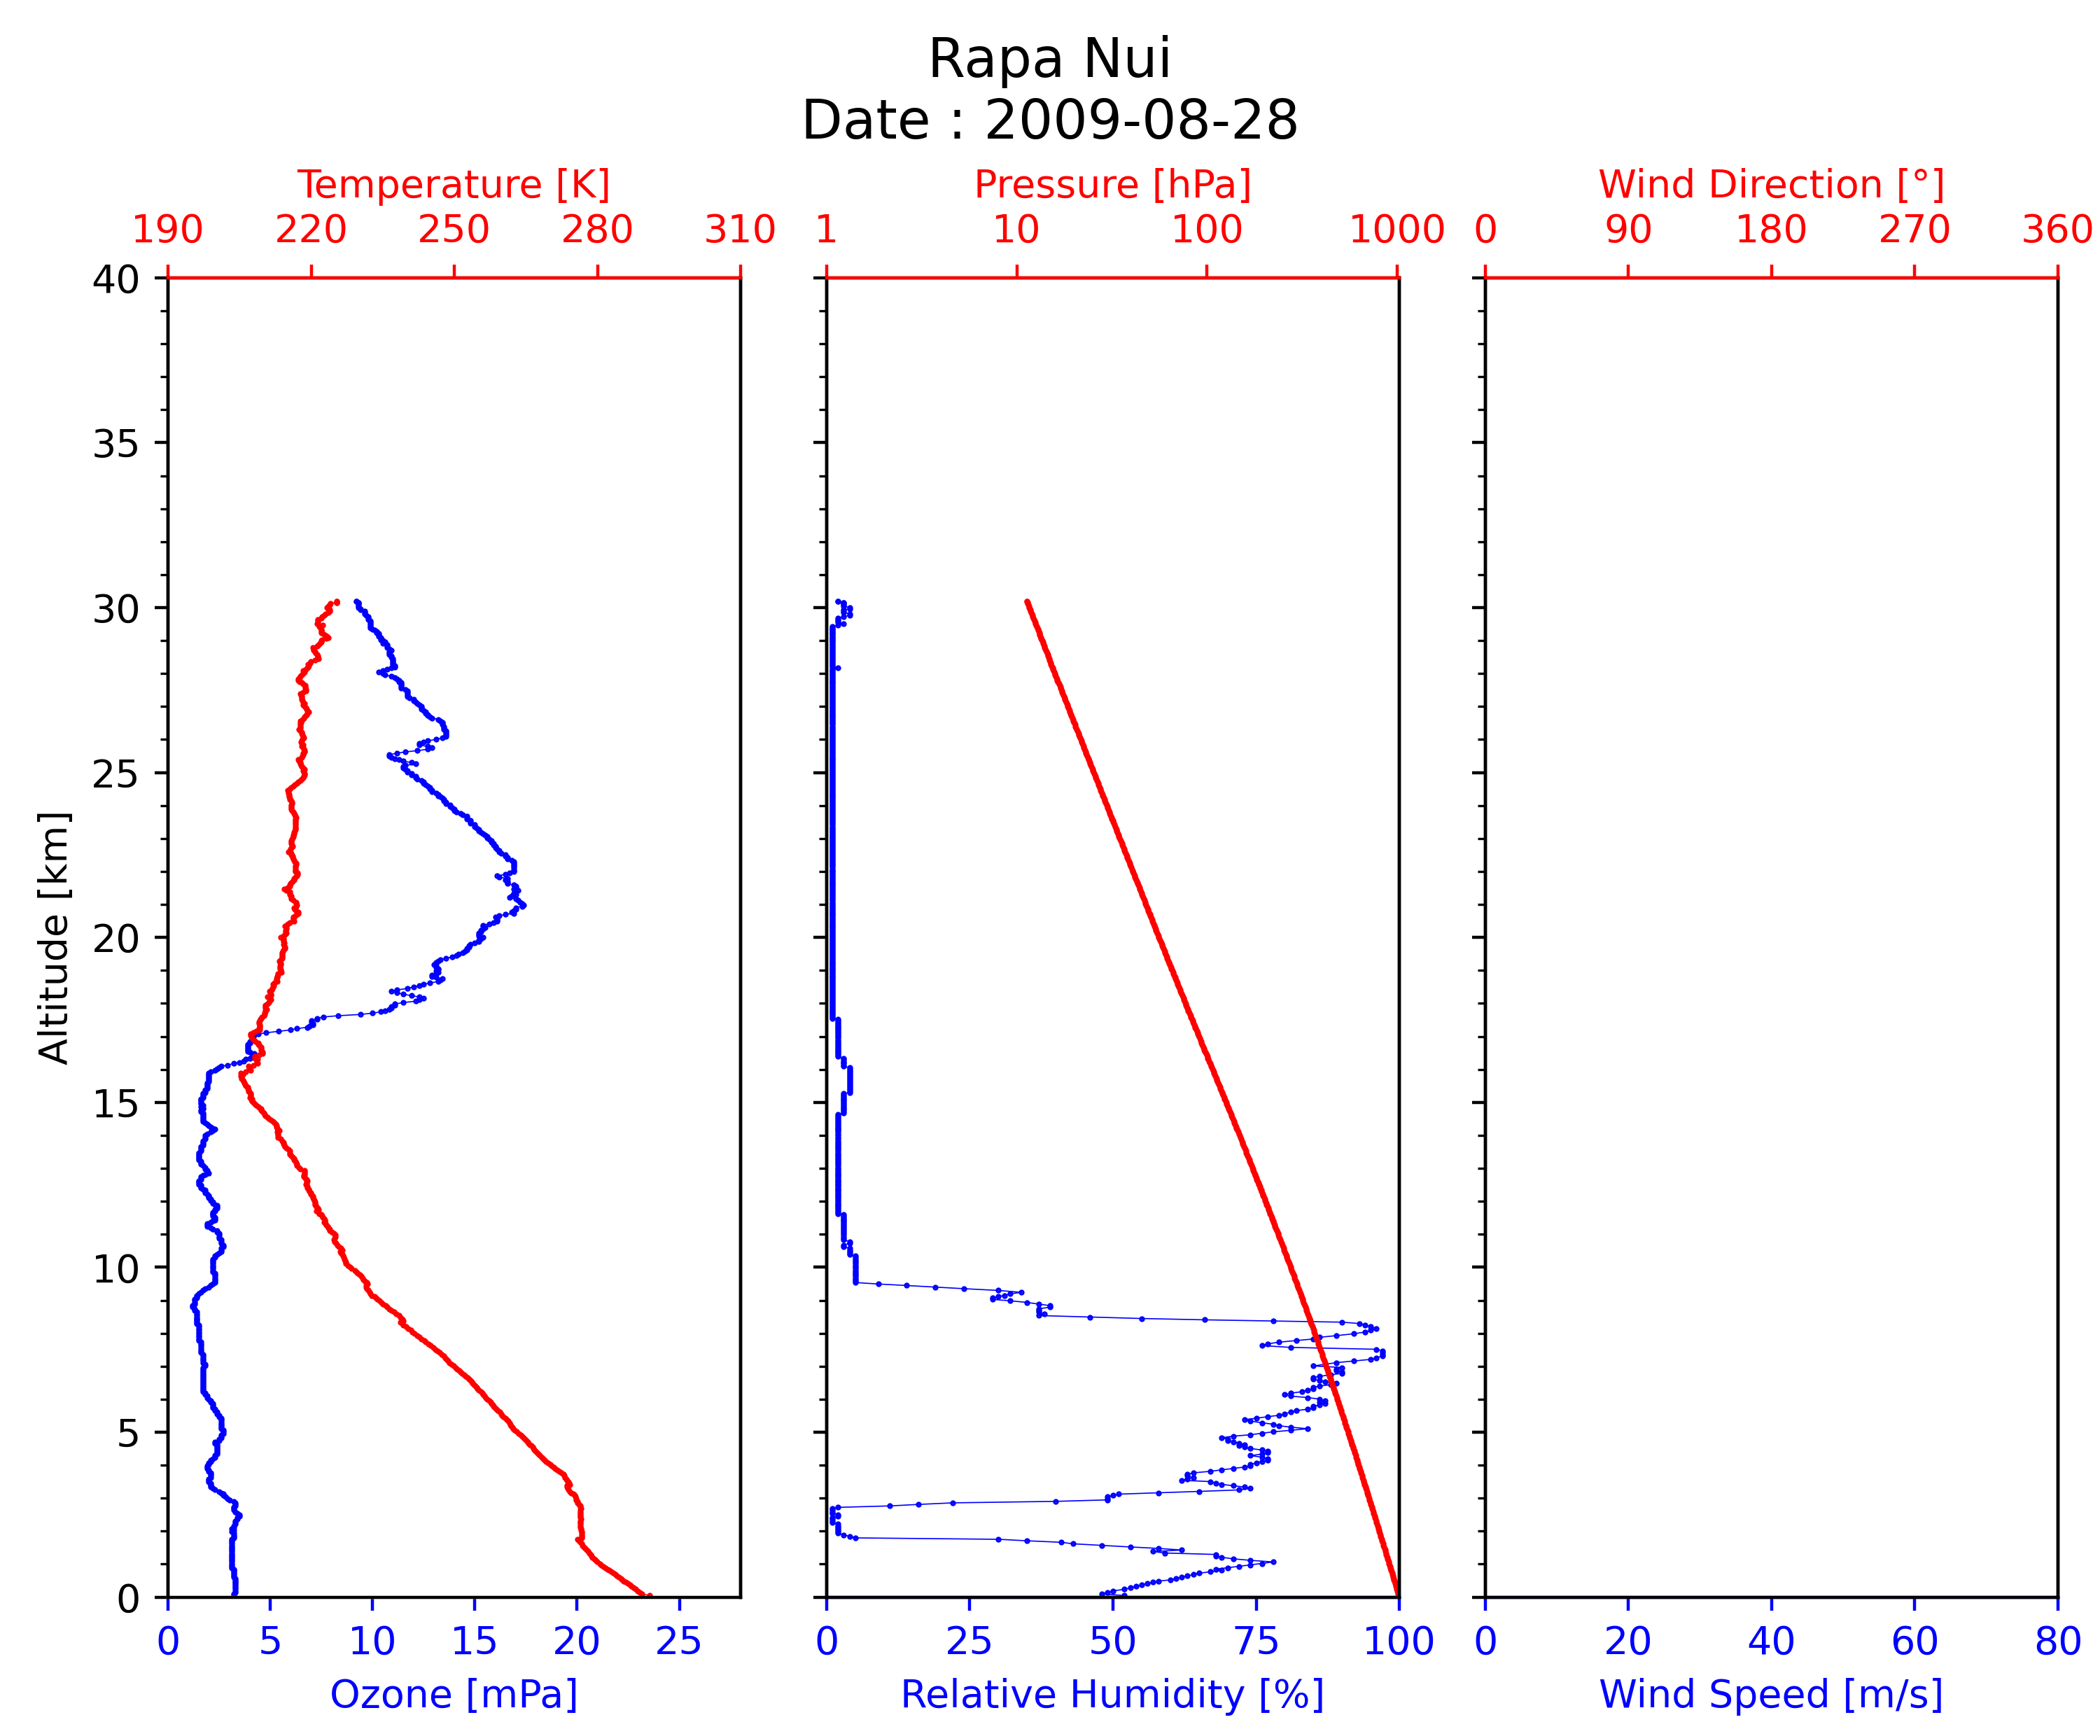 Rapa Nui
Date : 2009-08-28
Temperature [K]
190 220 250 280 310
Pressure [hPa]
1 10 100 1000
Wind Direction [°]
0 90 180 270 360
Altitude [km]
40
35
30
25
20
15
10
5
0
0 5 10 15 20 25
Ozone [mPa]
0 25 50 75 100
Relative Humidity [%]
0 20 40 60 80
Wind Speed [m/s]